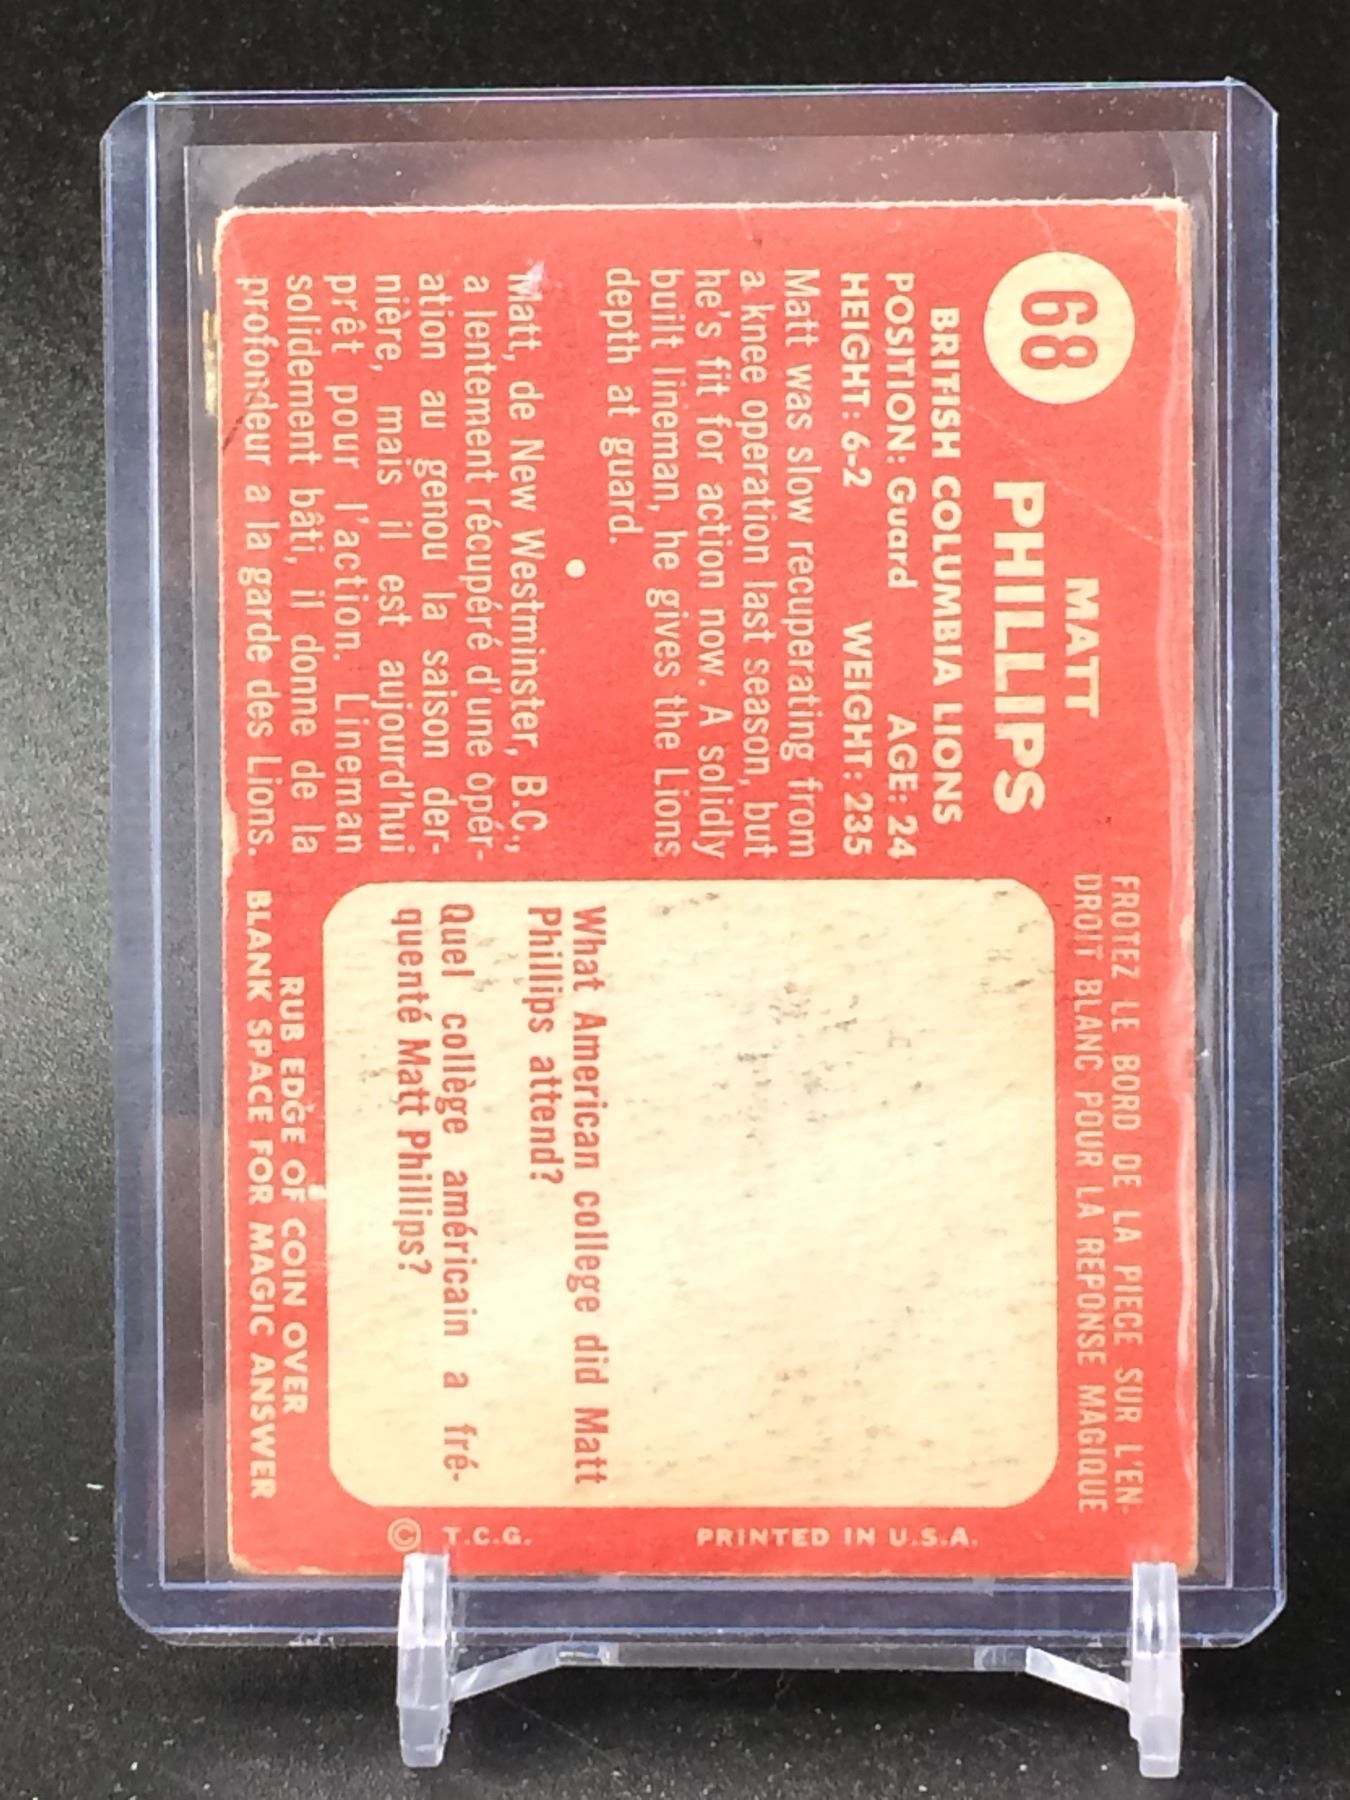 68
MATT
PHILLIPS
BRITISH COLUMBIA LIONS
POSITION: Guard AGE: 24
HEIGHT: 6-2 WEIGHT: 235
Matt was slow recuperating from
a knee operation last season, but
he's fit for action now. A solidly
built lineman, he gives the Lions
depth at guard.
Matt, de New Westminster, B.C.,
a lentement récupéré d'une opér-
ation au genou la saison der-
nière, mais il est aujourd'hui
prêt pour l'action. Lineman
solidement bâti, il donne de la
profondeur a la garde des Lions.
FROTEZ LE BORD DE LA PIECE SUR L'EN-
DROIT BLANC POUR LA REPONSE MAGIQUE
What American college did Matt
Phillips attend?
Quel collège américain a fré-
quenté Matt Phillips?
RUB EDGE OF COIN OVER
BLANK SPACE FOR MAGIC ANSWER
© T.C.G. PRINTED IN U.S.A.